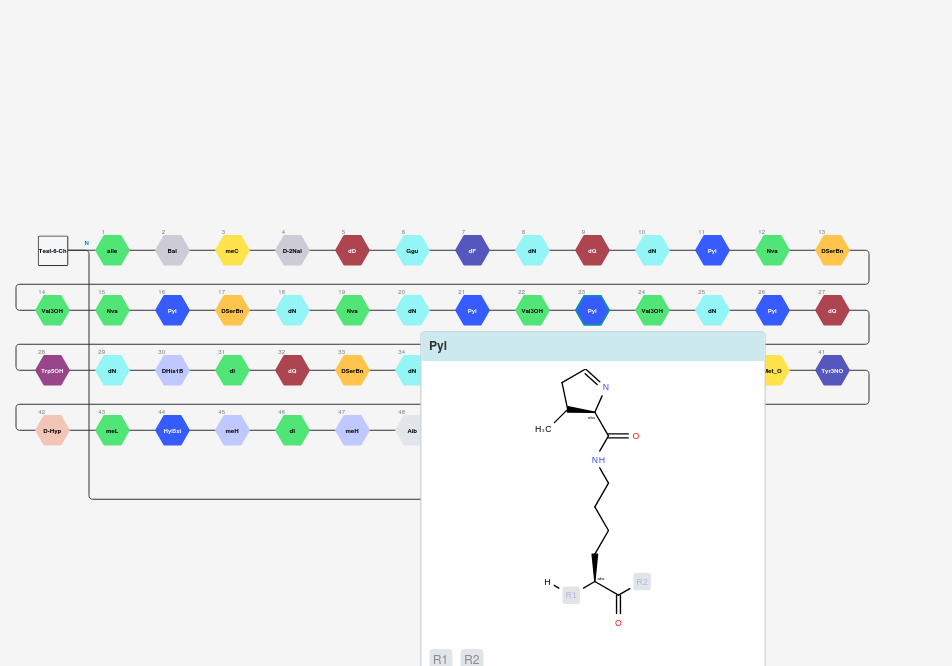 1 2 3 4 5 6 7 8 9 10 11 12 13
Test-6-Ch N aIle Bal meC D-2Nal dD Ggu dF dN dQ dN Pyl Nva DSerBn
14 15 16 17 18 19 20 21 22 23 24 25 26 27
Val3OH Nva Pyl DSerBn dN Nva dN Pyl Val3OH Pyl Val3OH dN Pyl dQ
28 29 30 31 32 33 34 41
Trp5OH dN DHis1B dI dQ DSerBn dN Met_O Tyr3NO
42 43 44 45 46 47 48
D-Hyp meL HylBxi meH dI meH Aib
Pyl
N
abs
H₃C
O
NH
H
abs
R1
R2
O
R1 R2